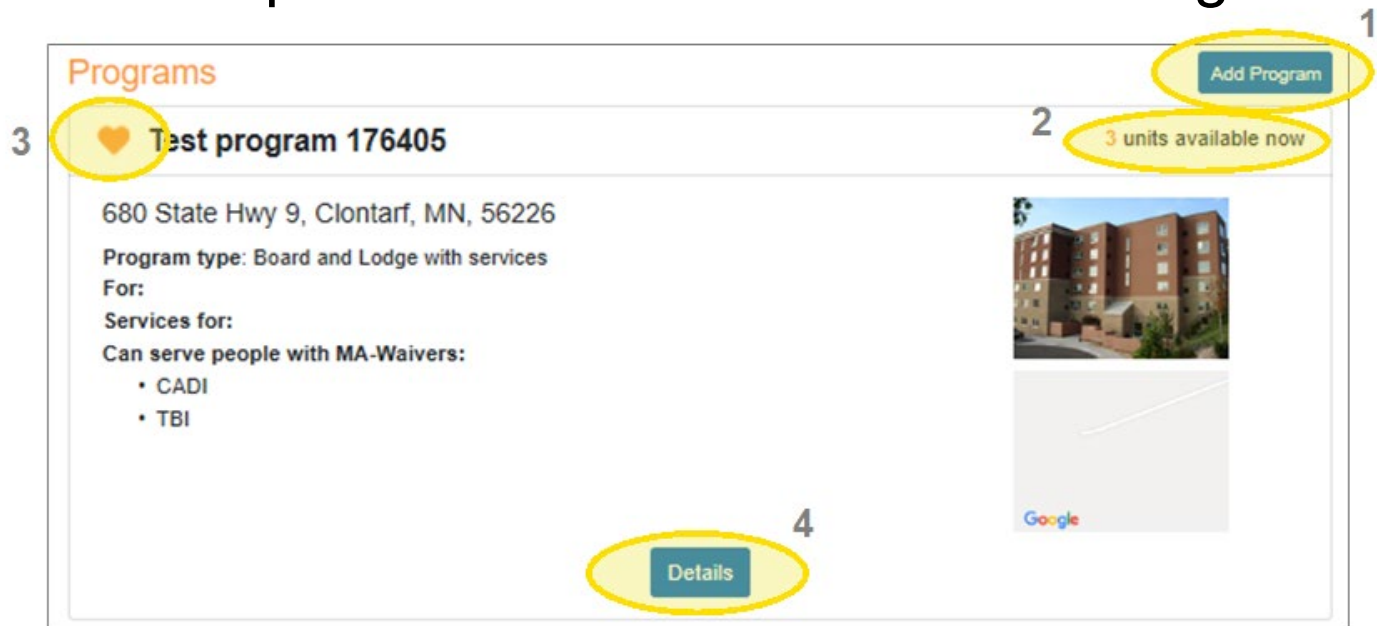 1
Programs
Add Program
3
Test program 176405
2
3 units available now
680 State Hwy 9, Clontarf, MN, 56226
Program type: Board and Lodge with services
For:
Services for:
Can serve people with MA-Waivers:
• CADI
• TBI
Google
4
Details